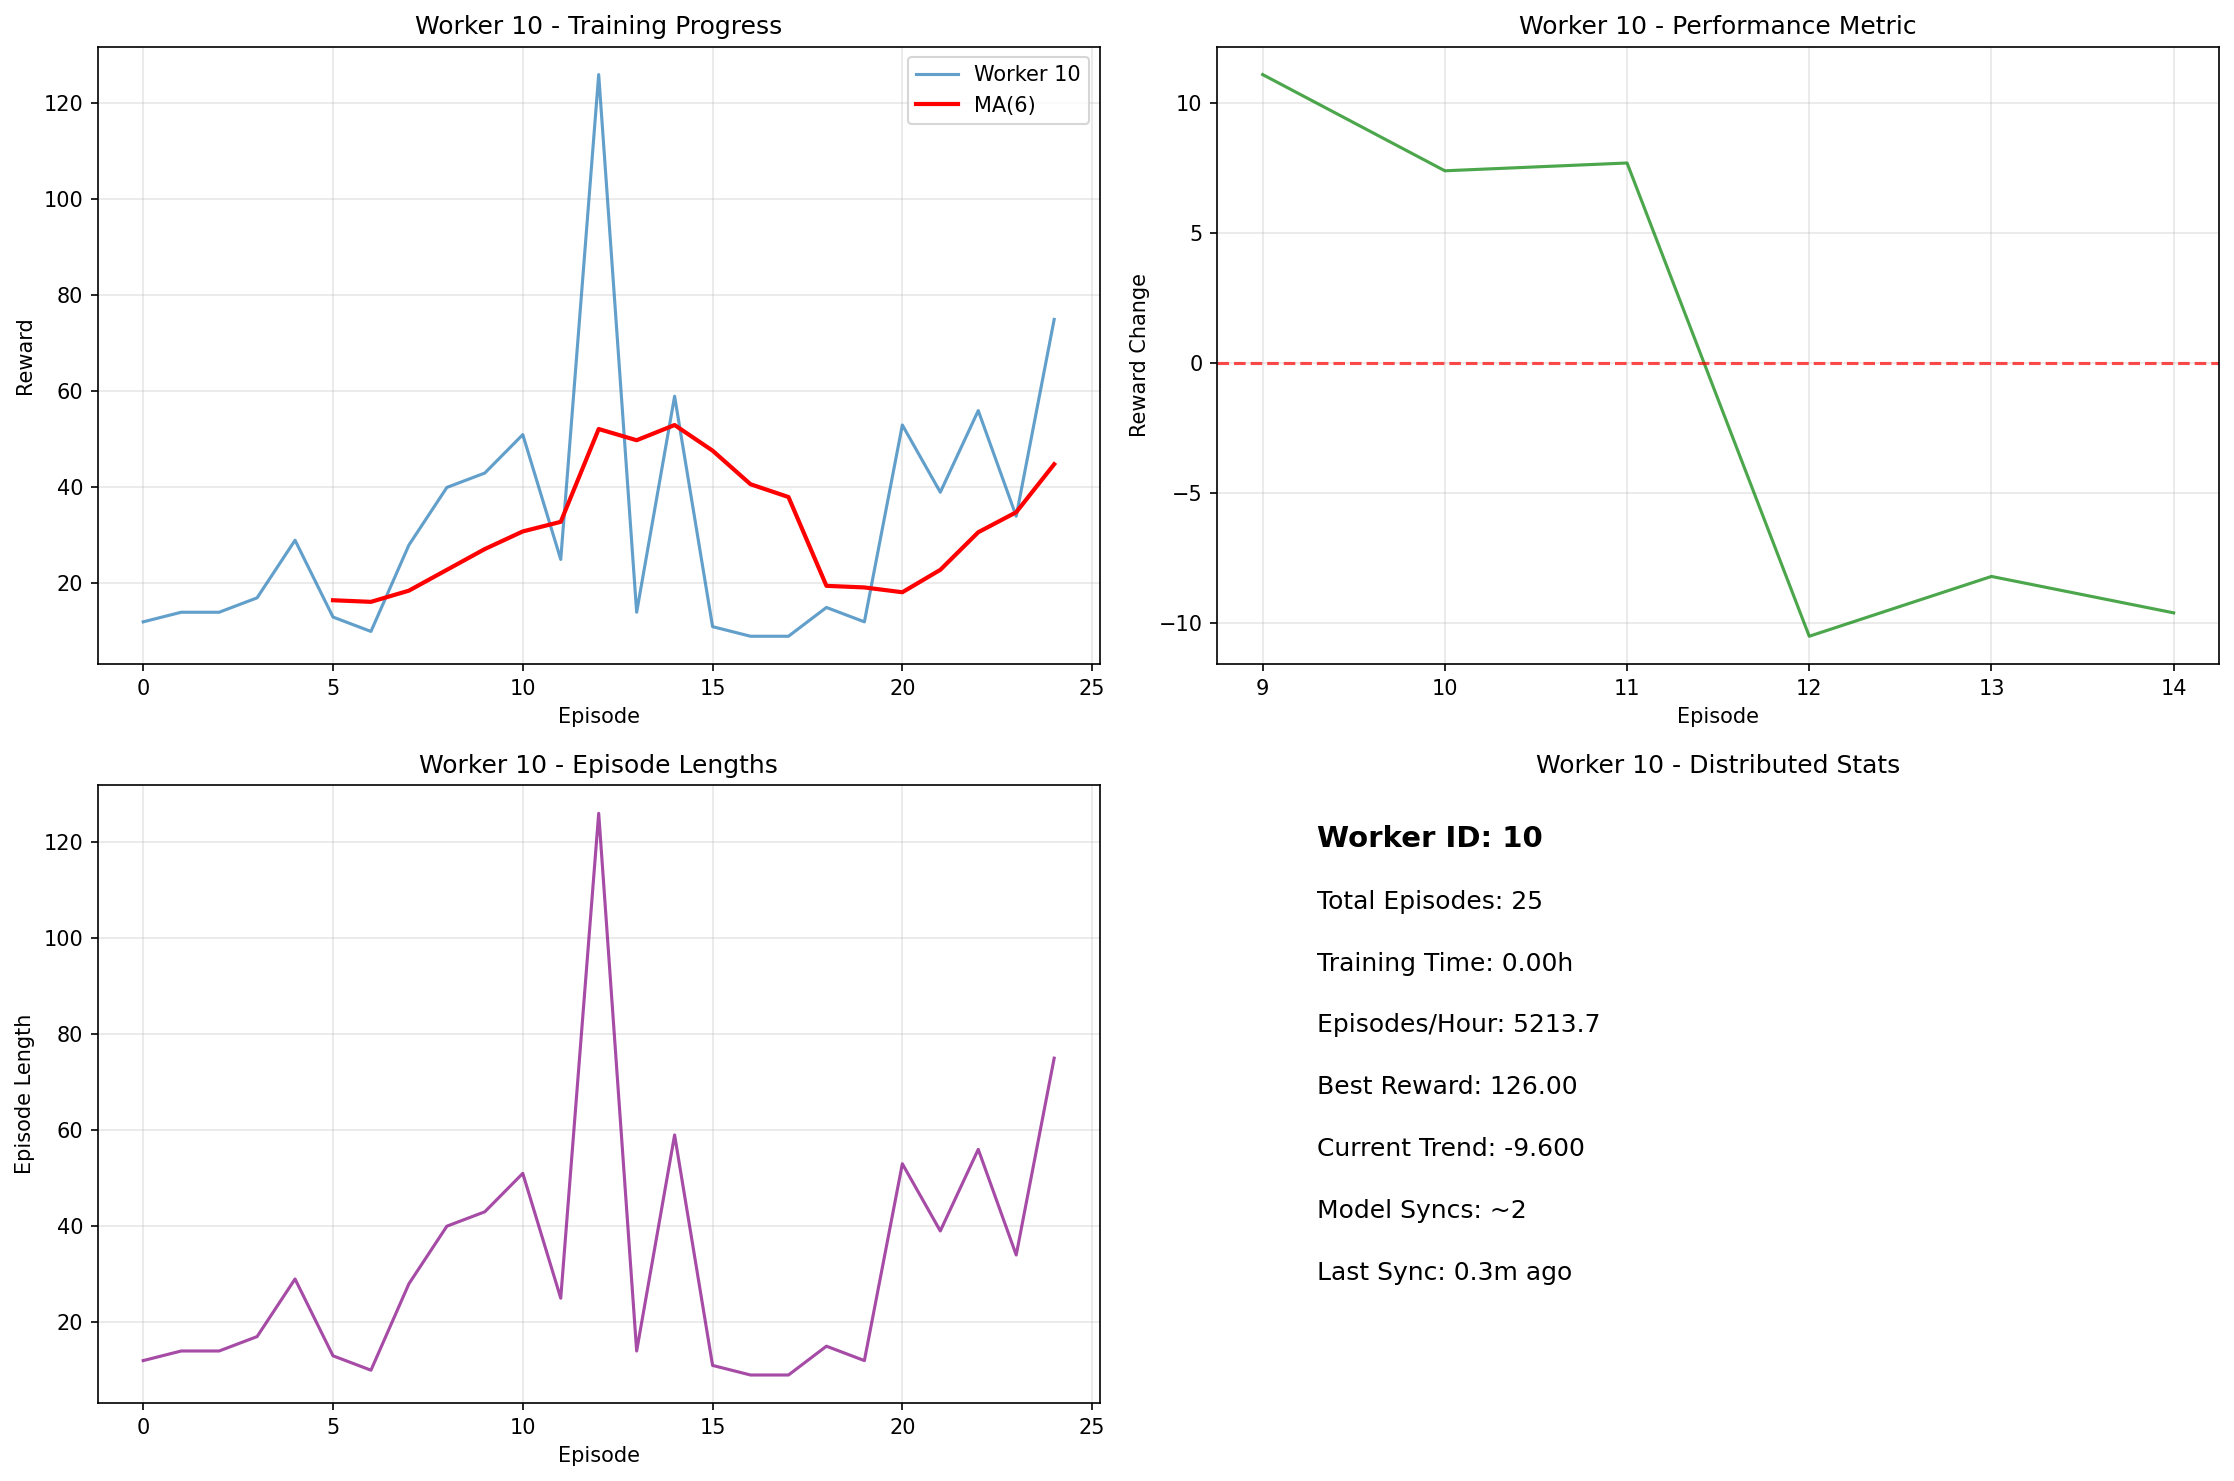 Worker 10 - Training Progress
Reward
120
100
80
60
40
20
Worker 10
MA(6)
0 5 10 15 20 25
Episode
Worker 10 - Performance Metric
Reward Change
10
5
0
−5
−10
9 10 11 12 13 14
Episode
Worker 10 - Episode Lengths
Episode Length
120
100
80
60
40
20
0 5 10 15 20 25
Episode
Worker 10 - Distributed Stats
Worker ID: 10
Total Episodes: 25
Training Time: 0.00h
Episodes/Hour: 5213.7
Best Reward: 126.00
Current Trend: -9.600
Model Syncs: ~2
Last Sync: 0.3m ago